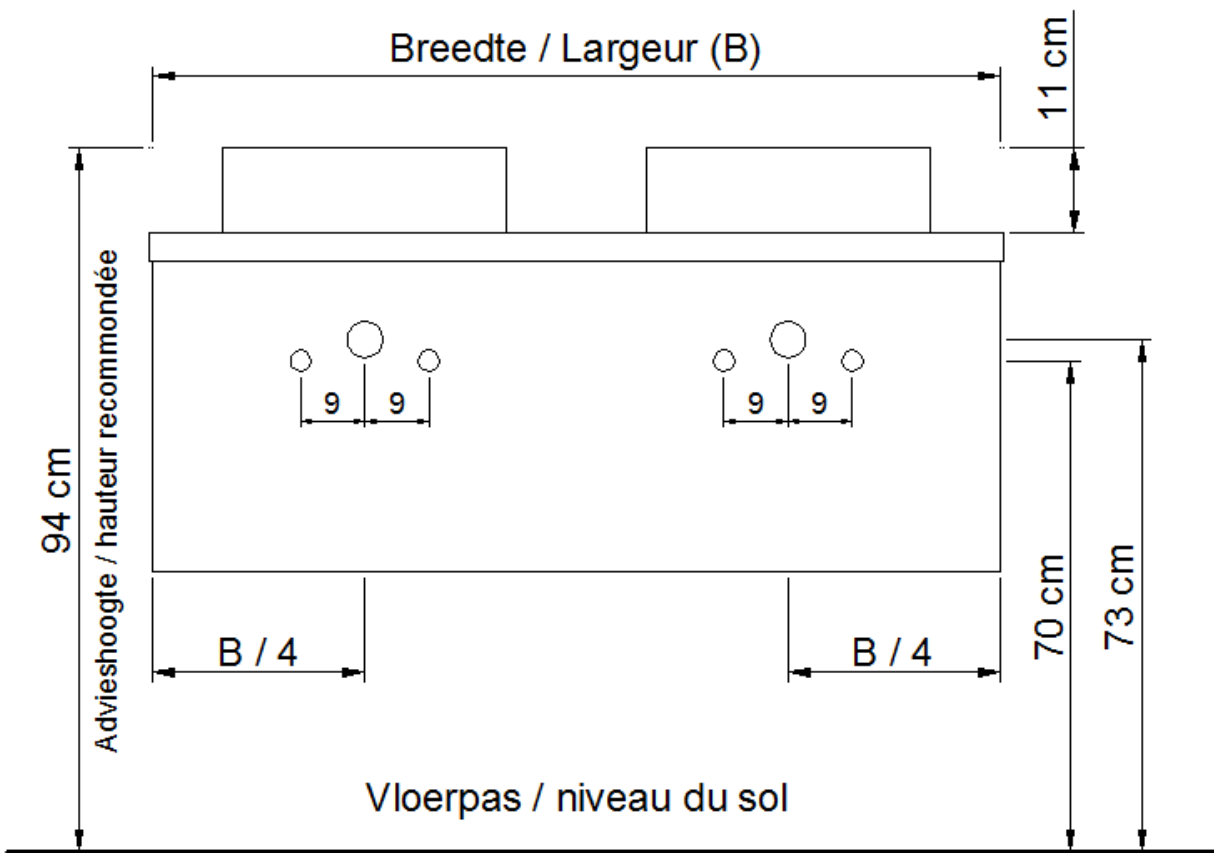 Breedte / Largeur (B)
11 cm
94 cm
Advieshoogte / hauteur recommondée
9
9
9
9
B / 4
B / 4
70 cm
73 cm
Vloerpas / niveau du sol